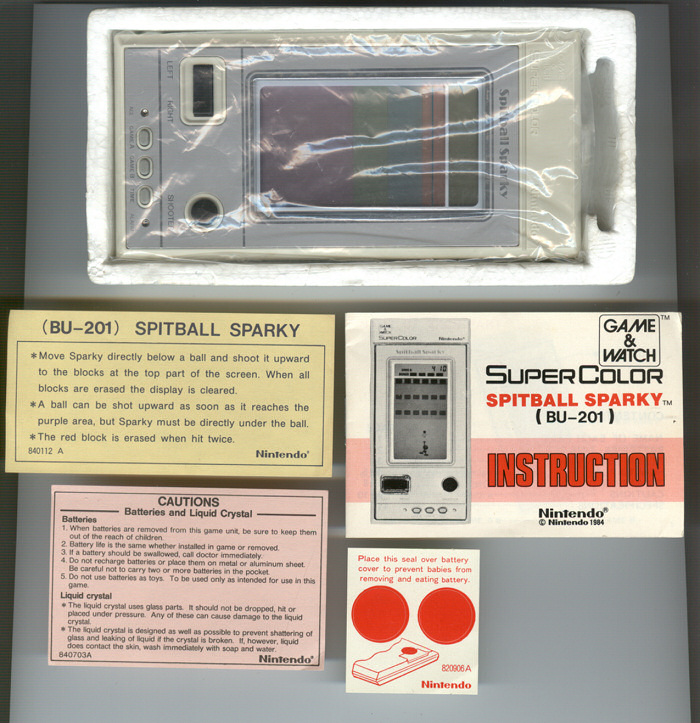 LEFT
RIGHT
SHOOTER
Spitball Sparky
(BU-201) SPITBALL SPARKY
*Move Sparky directly below a ball and shoot it upward
to the blocks at the top part of the screen. When all
blocks are erased the display is cleared.
*A ball can be shot upward as soon as it reaches the
purple area, but Sparky must be directly under the ball.
*The red block is erased when hit twice.
840112 A
Nintendo®
GAME
&
WATCH
SUPER COLOR
Nintendo
Spitball Sparky
GAME & WATCH™
SUPER COLOR
SPITBALL SPARKY™
(BU-201)
INSTRUCTION
Nintendo®
© Nintendo 1984
CAUTIONS
Batteries and Liquid Crystal
Batteries
1. When batteries are removed from this game unit, be sure to keep them
out of the reach of children.
2. Battery life is the same whether installed in game or removed.
3. If a battery should be swallowed, call doctor immediately.
4. Do not recharge batteries or place them on metal or aluminum sheet.
Be careful not to carry two or more batteries in the pocket.
5. Do not use batteries as toys. To be used only as intended for use in this
game.
Liquid crystal
* The liquid crystal uses glass parts. It should not be dropped, hit or
placed under pressure. Any of these can cause damage to the liquid
crystal.
* The liquid crystal is designed as well as possible to prevent shattering of
glass and leaking of liquid if the crystal is broken. If, however, liquid
does contact the skin, wash immediately with soap and water.
840703A
Nintendo®
Place this seal over battery
cover to prevent babies from
removing and eating battery.
820906A
Nintendo®